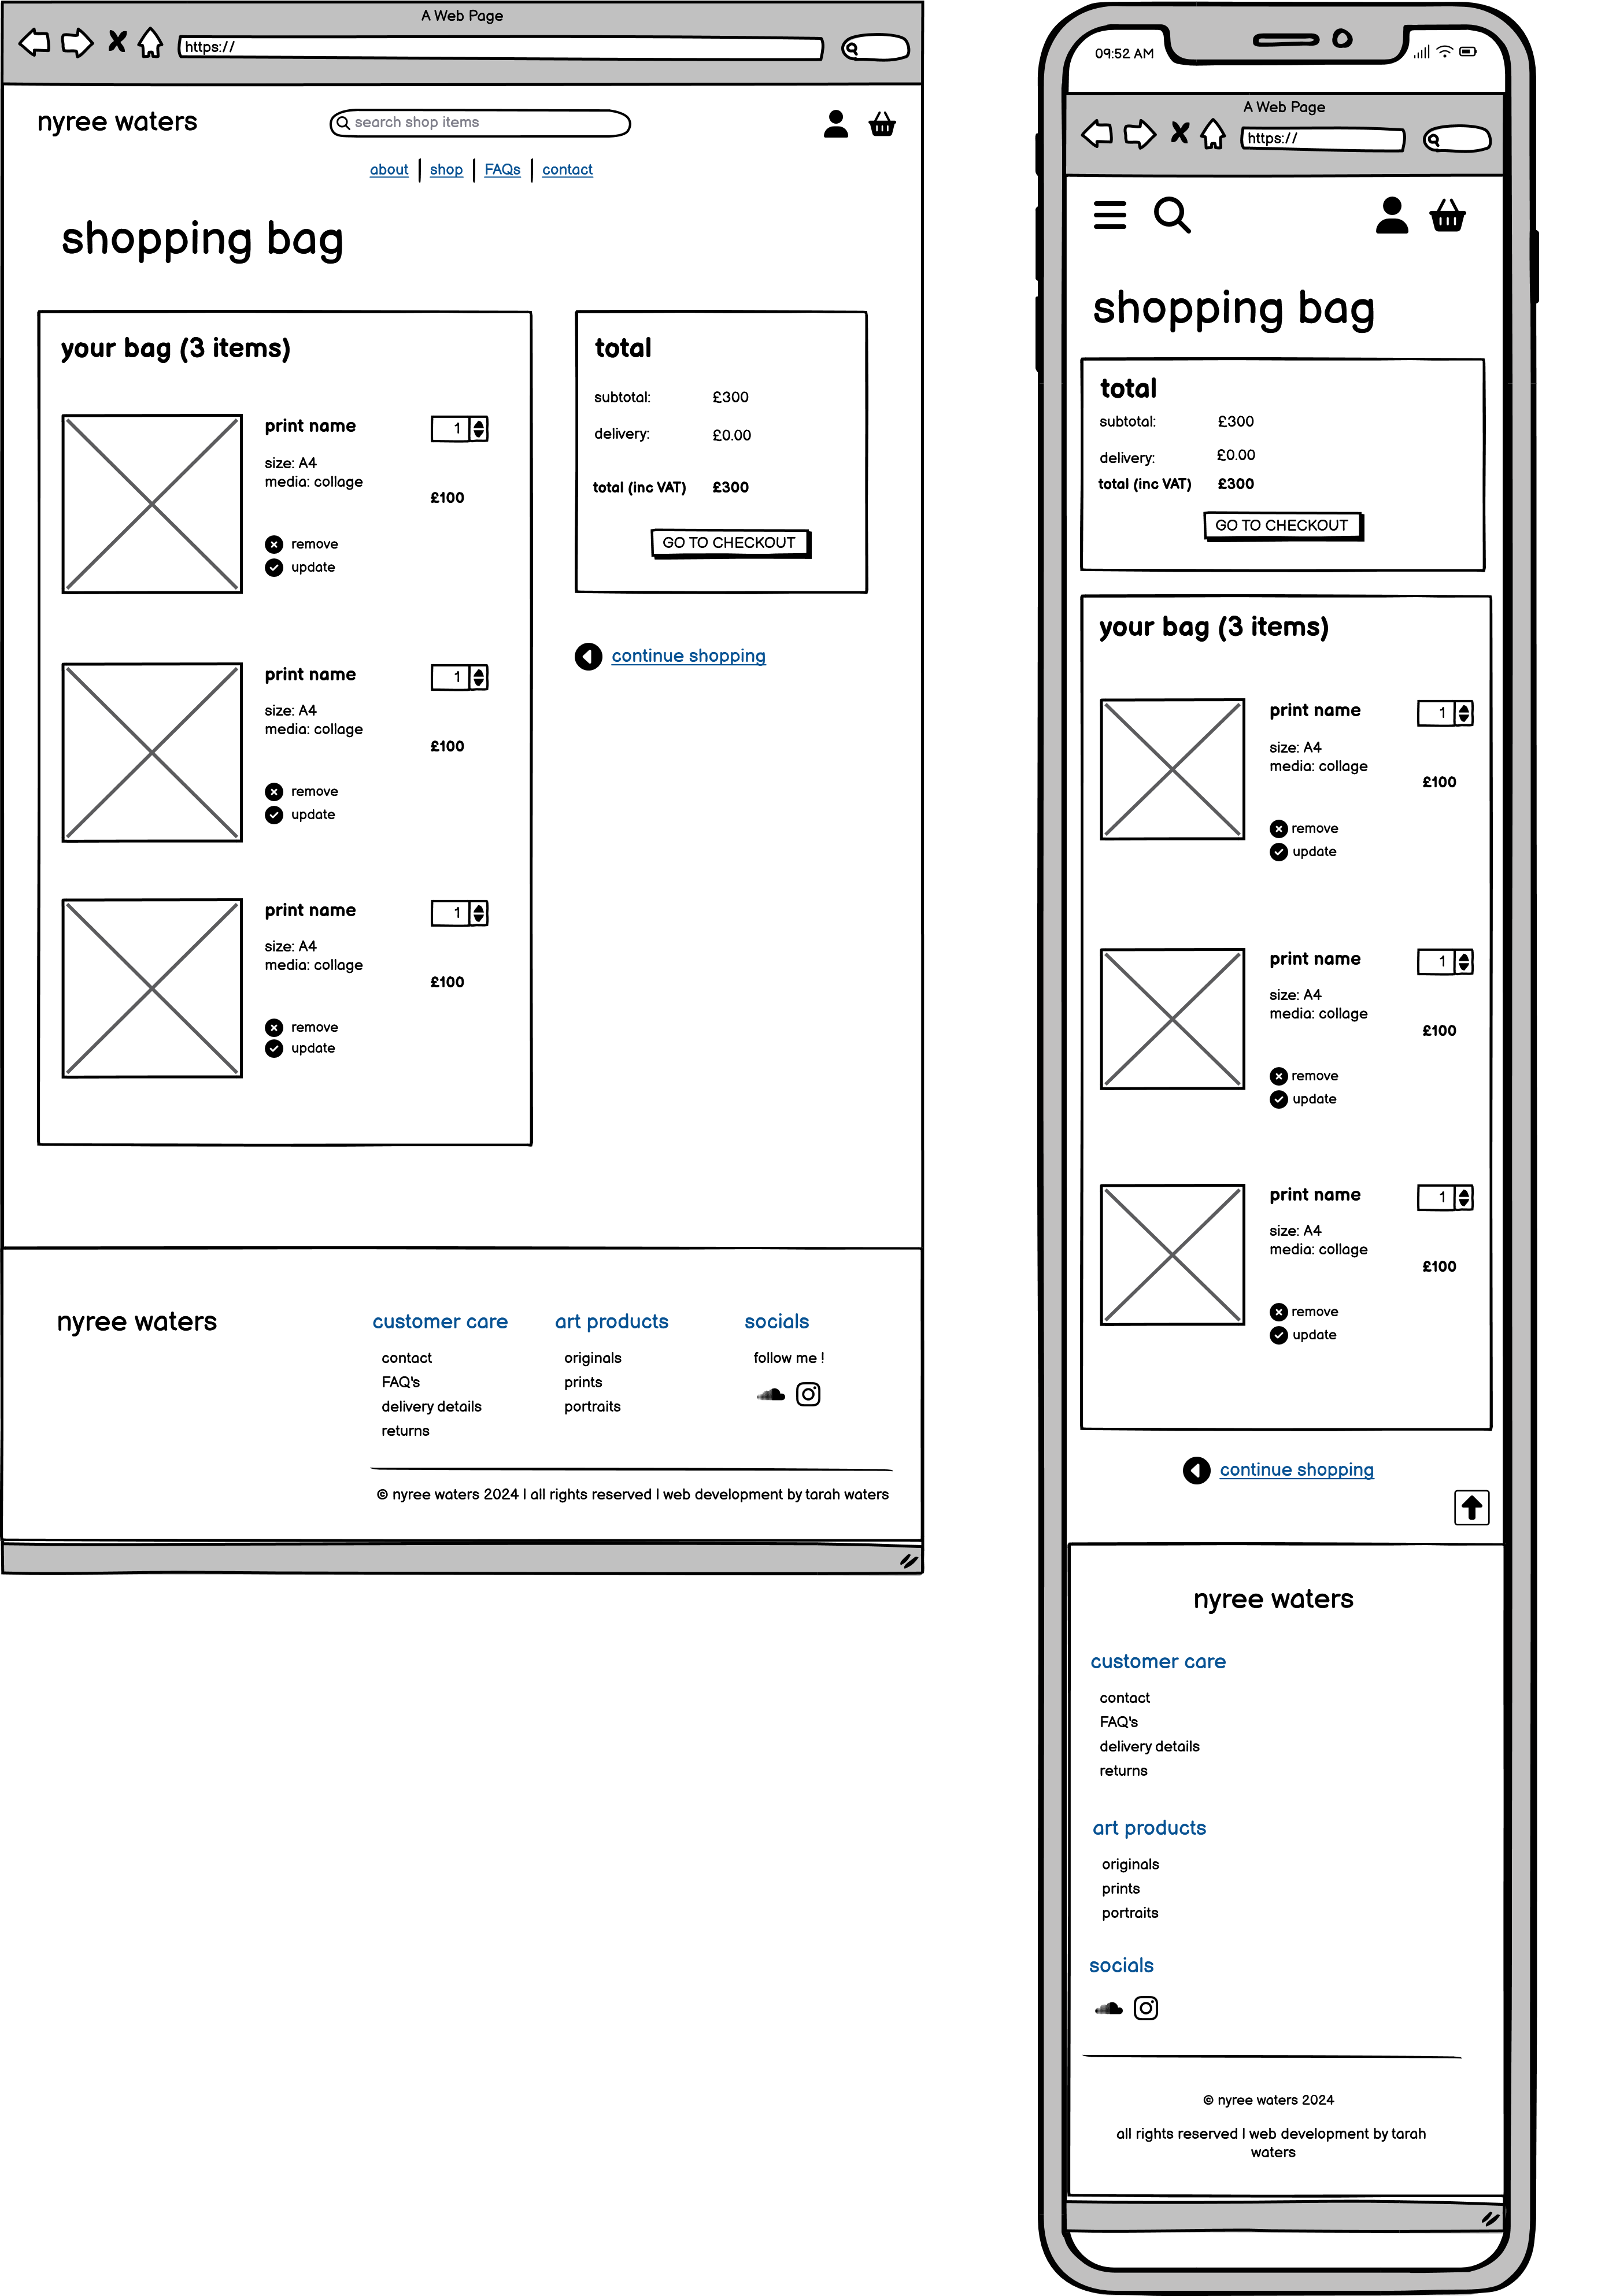 A Web Page
https://
nyree waters
search shop items
about | shop | FAQs | contact
shopping bag
your bag (3 items)
print name
1
size: A4
media: collage
£100
remove
update
print name
1
size: A4
media: collage
£100
remove
update
print name
1
size: A4
media: collage
£100
remove
update
total
subtotal: £300
delivery: £0.00
total (inc VAT) £300
GO TO CHECKOUT
continue shopping
nyree waters
customer care
contact
FAQ's
delivery details
returns
art products
originals
prints
portraits
socials
follow me !
© nyree waters 2024 | all rights reserved | web development by tarah waters
09:52 AM
A Web Page
https://
shopping bag
total
subtotal: £300
delivery: £0.00
total (inc VAT) £300
GO TO CHECKOUT
your bag (3 items)
print name
1
size: A4
media: collage
£100
remove
update
print name
1
size: A4
media: collage
£100
remove
update
print name
1
size: A4
media: collage
£100
remove
update
continue shopping
nyree waters
customer care
contact
FAQ's
delivery details
returns
art products
originals
prints
portraits
socials
© nyree waters 2024
all rights reserved | web development by tarah
waters